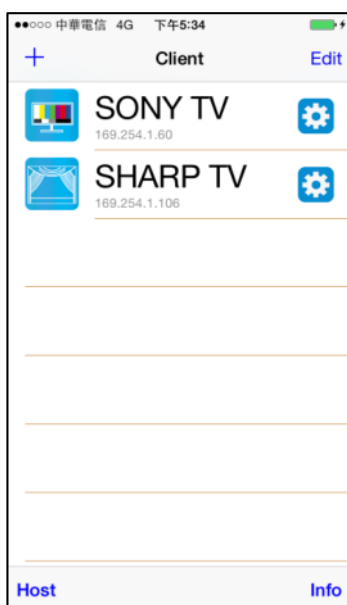 中華電信 4G 下午5:34
+ Client Edit
SONY TV
169.254.1.60
SHARP TV
169.254.1.106
Host Info